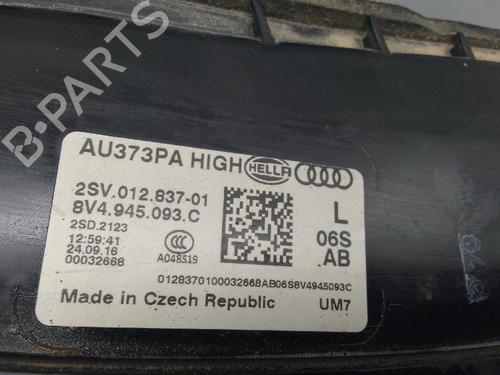 B-PARTS
AU373PA HIGH HELLA
2SV.012.837-01
8V4.945.093.C
2SD.2123
12:59:41
24.09.16
00032668
CCC
A048519
L
06S
AB
0128370100032668AB06S8V4945093C
Made in Czech Republic
UM7